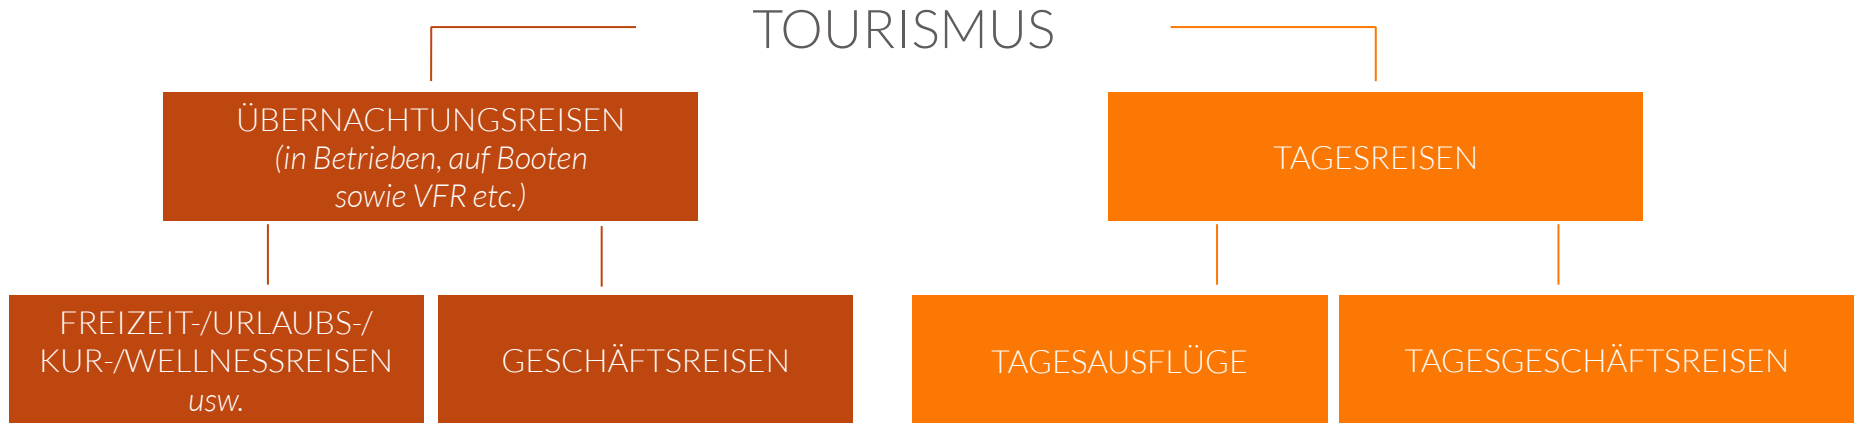 TOURISMUS
ÜBERNACHTUNGSREISEN
(in Betrieben, auf Booten
sowie VFR etc.)
TAGESREISEN
FREIZEIT-/URLAUBS-/
KUR-/WELLNESSREISEN
usw.
GESCHÄFTSREISEN
TAGESAUSFLÜGE
TAGESGESCHÄFTSREISEN